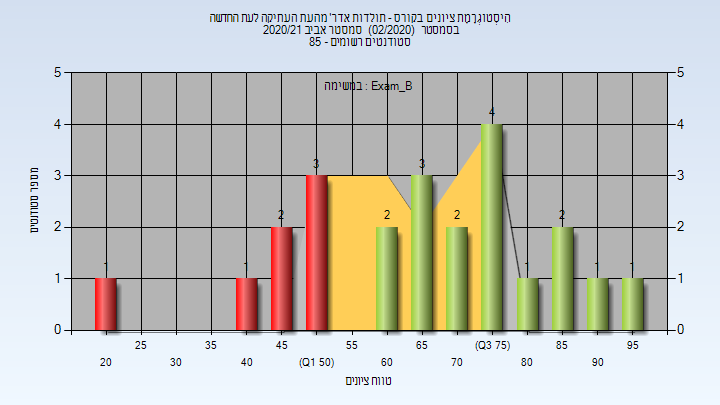 הִיסְטוֹגְרָמַת ציונים בקורס - תולדות אדר' מהעת העתיקה לעת החדשה
בסמסטר (02/2020) סמסטר אביב 2020/21
סטודנטים רשומים - 85
במשימה : Exam_B
מספר סטודנטים
5 5
4 4
3 3
2 2
1 1
0 0
1 1 2 3 2 3 2 4 1 2 1 1
25 35 45 (Q1 50) 55 65 (Q3 75) 85 95
20 30 40 60 70 80 90
טווח ציונים